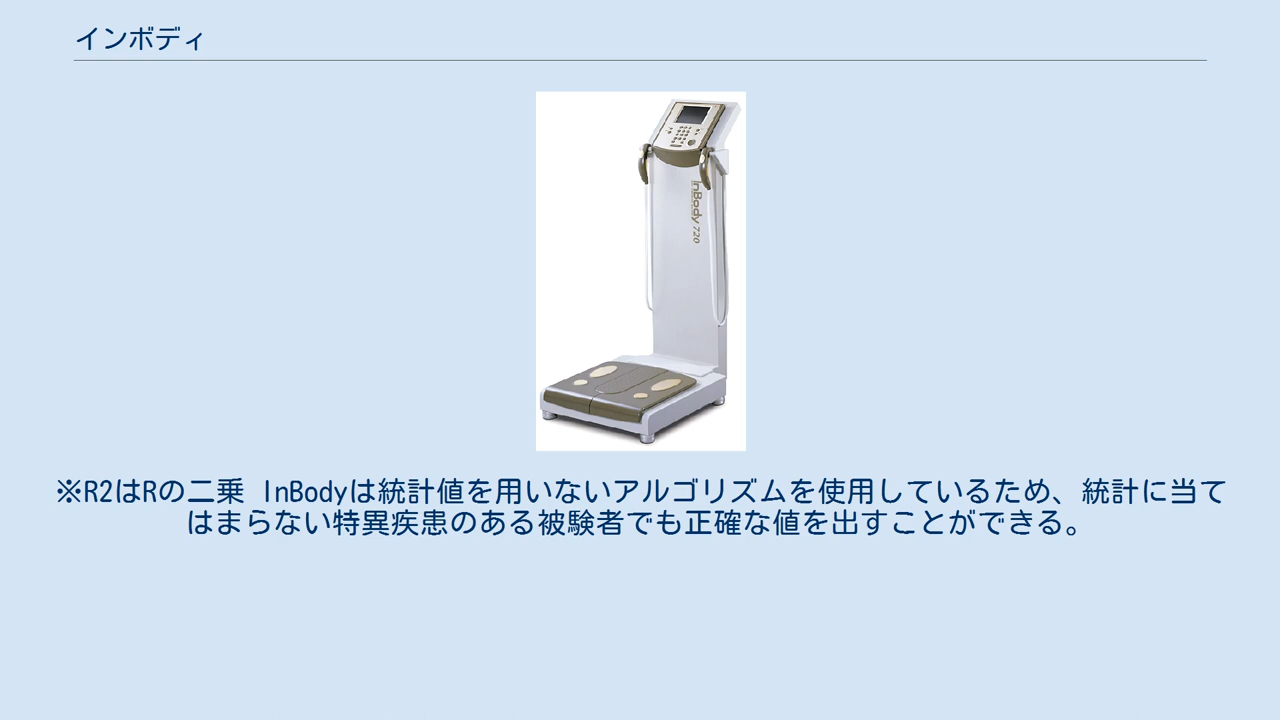 インボディ
InBody 720
※R2はRの二乗 InBodyは統計値を用いないアルゴリズムを使用しているため、統計に当て
はまらない特異疾患のある被験者でも正確な値を出すことができる。